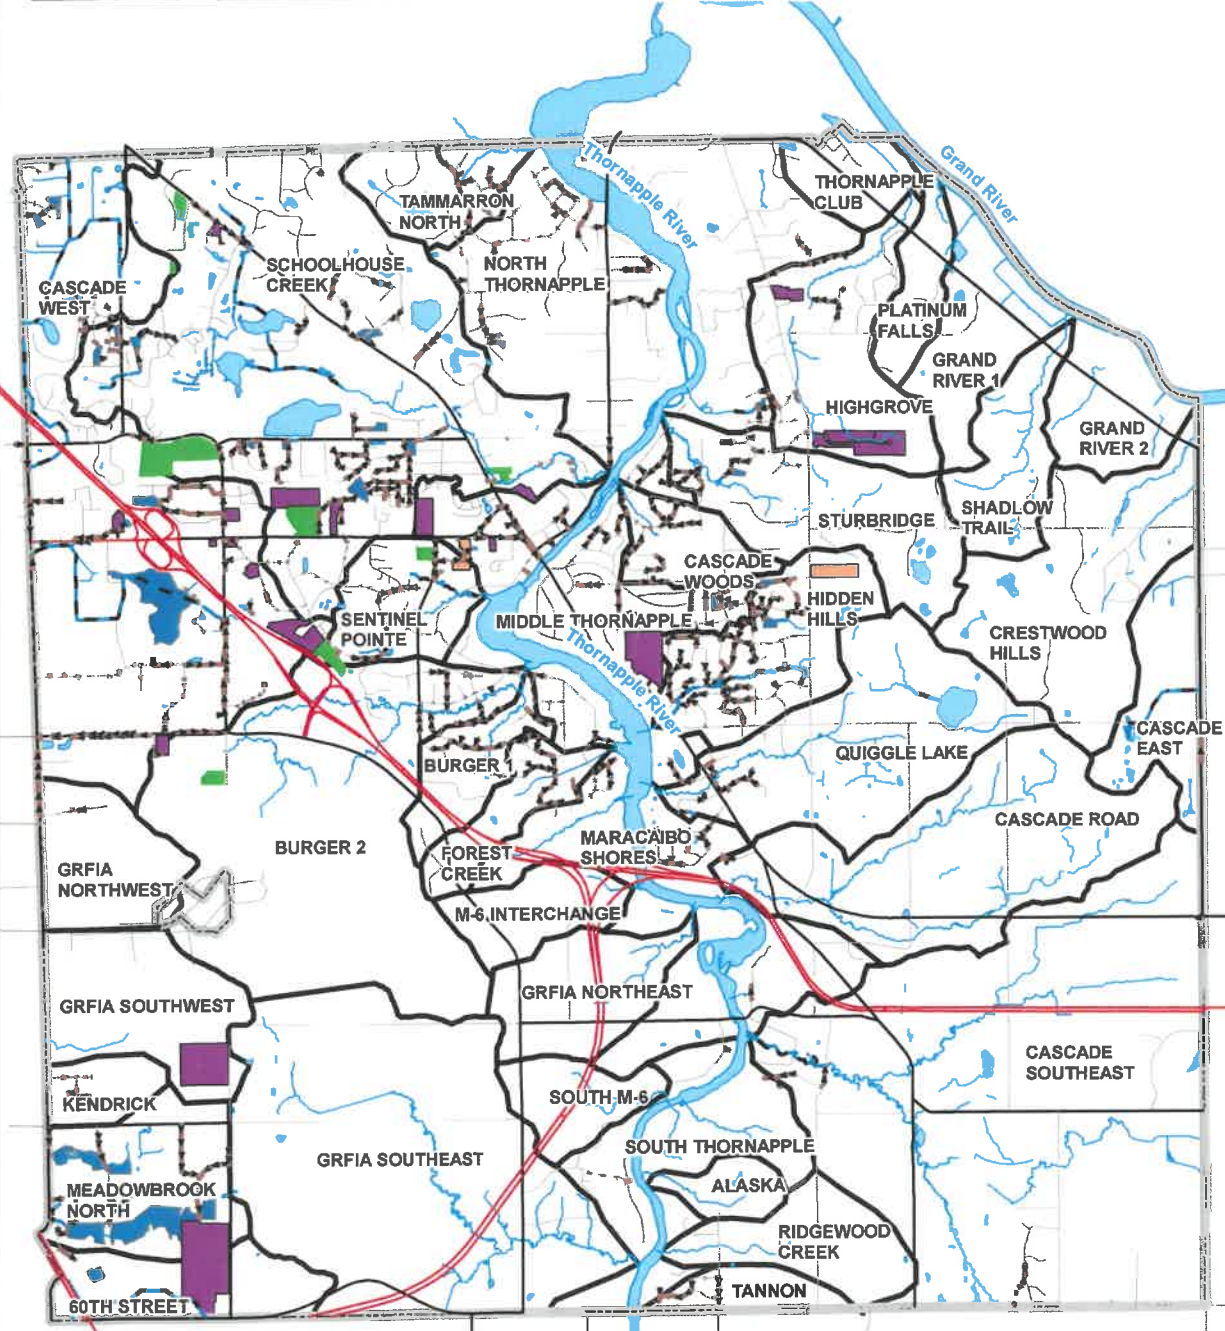 Grand River
Thornapple River
THORNAPPLE
CLUB
TAMMARRON
NORTH
SCHOOLHOUSE
CREEK
NORTH
THORNAPPLE
CASCADE
WEST
PLATINUM
FALLS
GRAND
RIVER 1
HIGHGROVE
GRAND
RIVER 2
SHADLOW
TRAIL
STURBRIDGE
CASCADE
WOODS
HIDDEN
HILLS
SENTINEL
POINTE
MIDDLE THORNAPPLE
Thornapple River
CRESTWOOD
HILLS
CASCADE
EAST
QUIGGLE LAKE
BURGER 1
CASCADE ROAD
MARACAIBO
SHORES
BURGER 2
FOREST
CREEK
GRFIA
NORTHWEST
M-6 INTERCHANGE
GRFIA NORTHEAST
GRFIA SOUTHWEST
CASCADE
SOUTHEAST
KENDRICK
SOUTH M-6
SOUTH THORNAPPLE
GRFIA SOUTHEAST
ALASKA
MEADOWBROOK
NORTH
RIDGEWOOD
CREEK
TANNON
60TH STREET